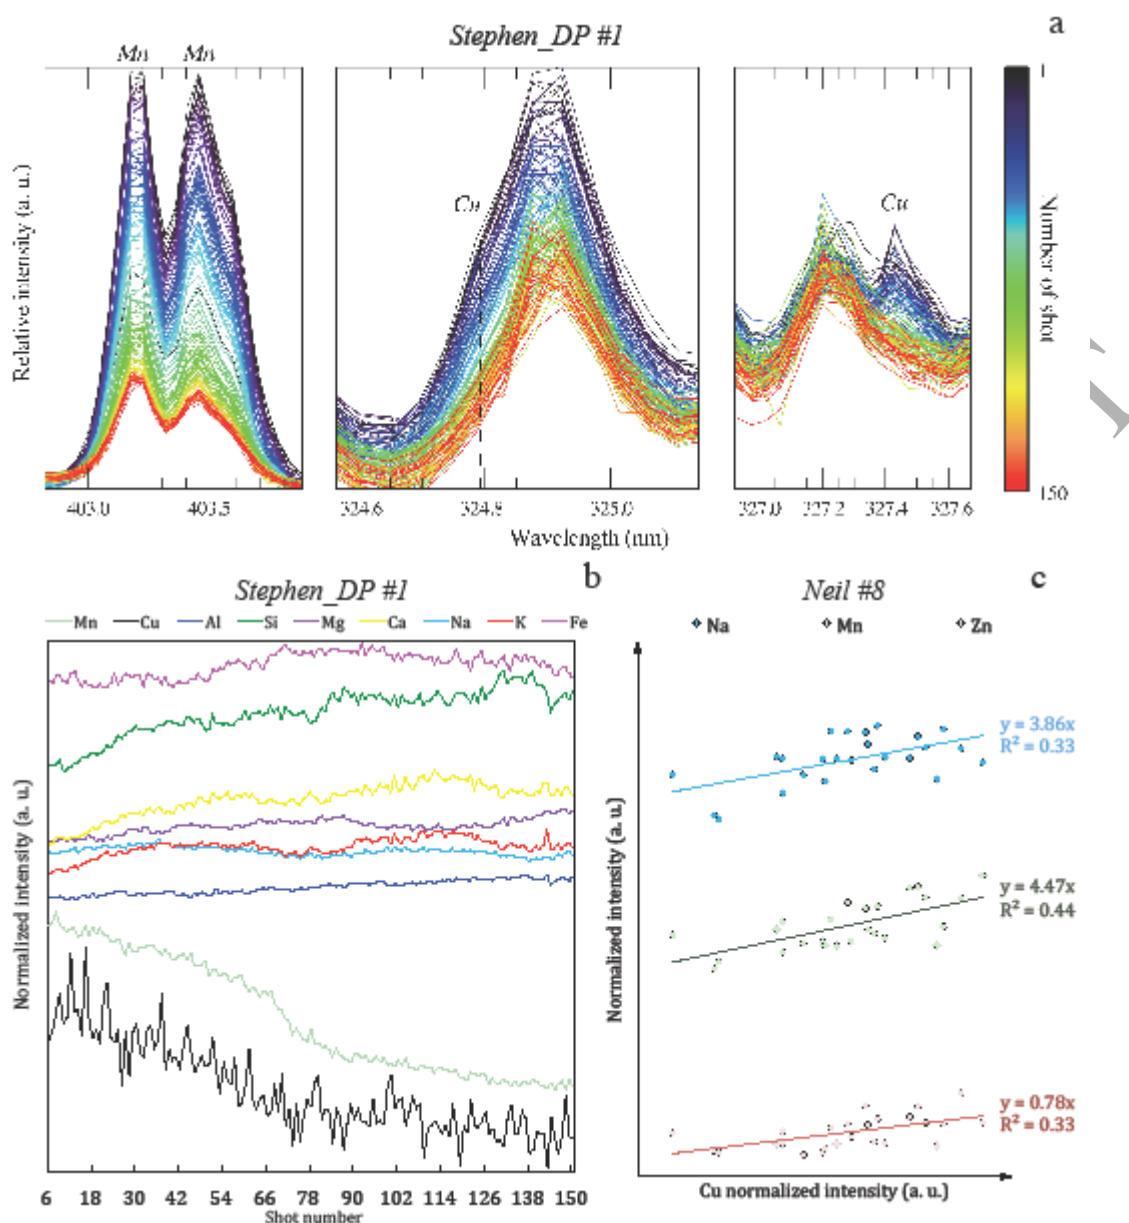 a
Stephen_DP #1
Mn Mn
Cu
Cu
Relative intensity (a. u.)
403.0 403.5 324.6 324.8 325.0 327.0 327.2 327.4 327.6
Wavelength (nm)
1
Number of shot
150
b
Stephen_DP #1
Mn Cu Al Si Mg Ca Na K Fe
Normalized intensity (a. u.)
6 18 30 42 54 66 78 90 102 114 126 138 150
Shot number
c
Neil #8
Na Mn Zn
y = 3.86x
R² = 0.33
y = 4.47x
R² = 0.44
y = 0.78x
R² = 0.33
Normalized intensity (a. u.)
Cu normalized intensity (a. u.)